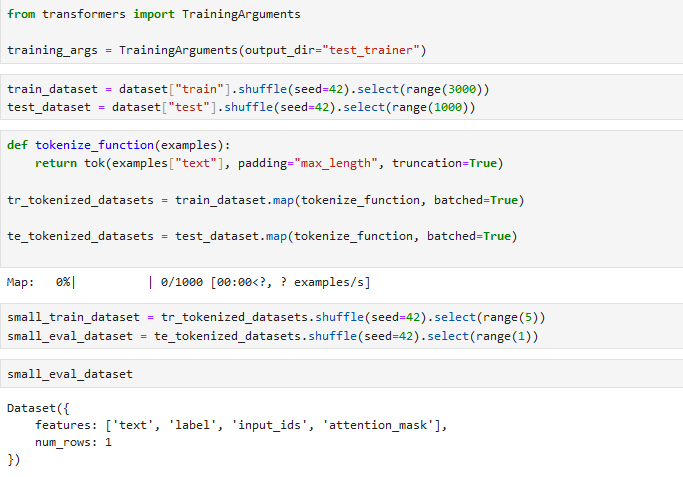 from transformers import TrainingArguments
training_args = TrainingArguments(output_dir="test_trainer")
train_dataset = dataset["train"].shuffle(seed=42).select(range(3000))
test_dataset = dataset["test"].shuffle(seed=42).select(range(1000))
def tokenize_function(examples):
    return tok(examples["text"], padding="max_length", truncation=True)
tr_tokenized_datasets = train_dataset.map(tokenize_function, batched=True)
te_tokenized_datasets = test_dataset.map(tokenize_function, batched=True)
Map:   0%|          | 0/1000 [00:00<?, ? examples/s]
small_train_dataset = tr_tokenized_datasets.shuffle(seed=42).select(range(5))
small_eval_dataset = te_tokenized_datasets.shuffle(seed=42).select(range(1))
small_eval_dataset
Dataset({
    features: ['text', 'label', 'input_ids', 'attention_mask'],
    num_rows: 1
})